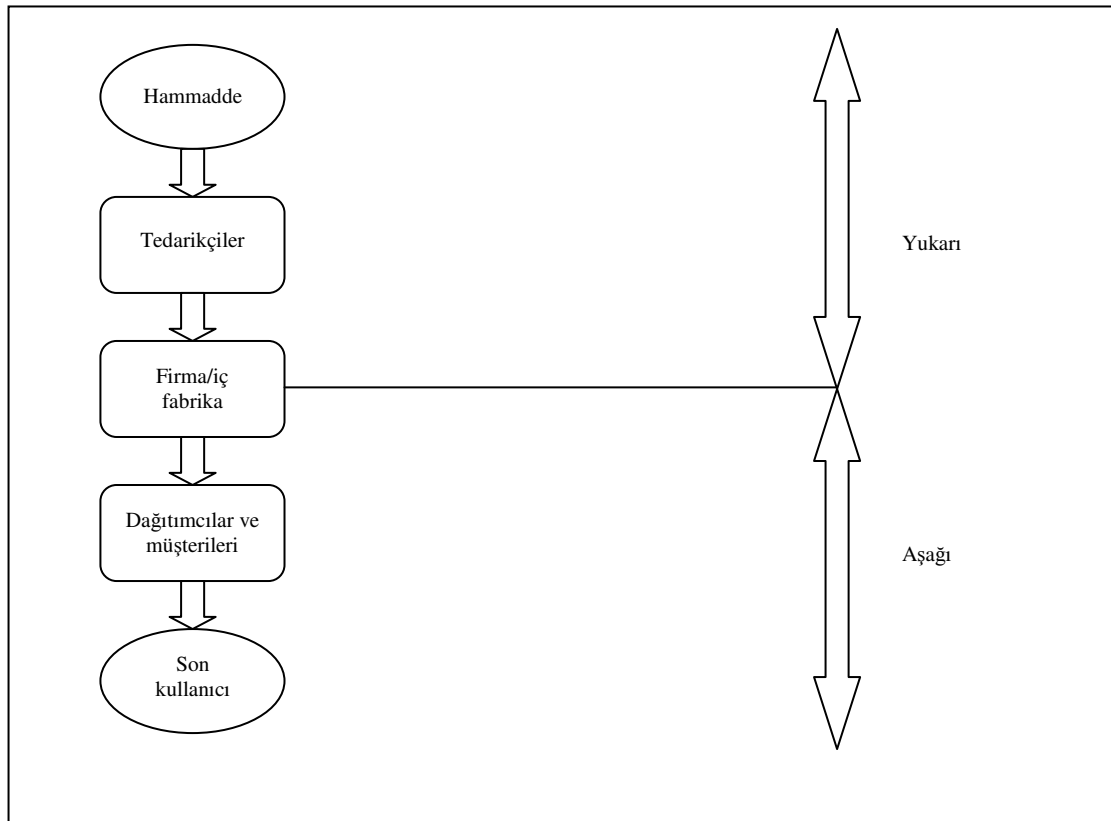 Hammadde
Tedarikçiler
Yukarı
Firma/iç
fabrika
Dağıtımcılar ve
müşterileri
Aşağı
Son
kullanıcı